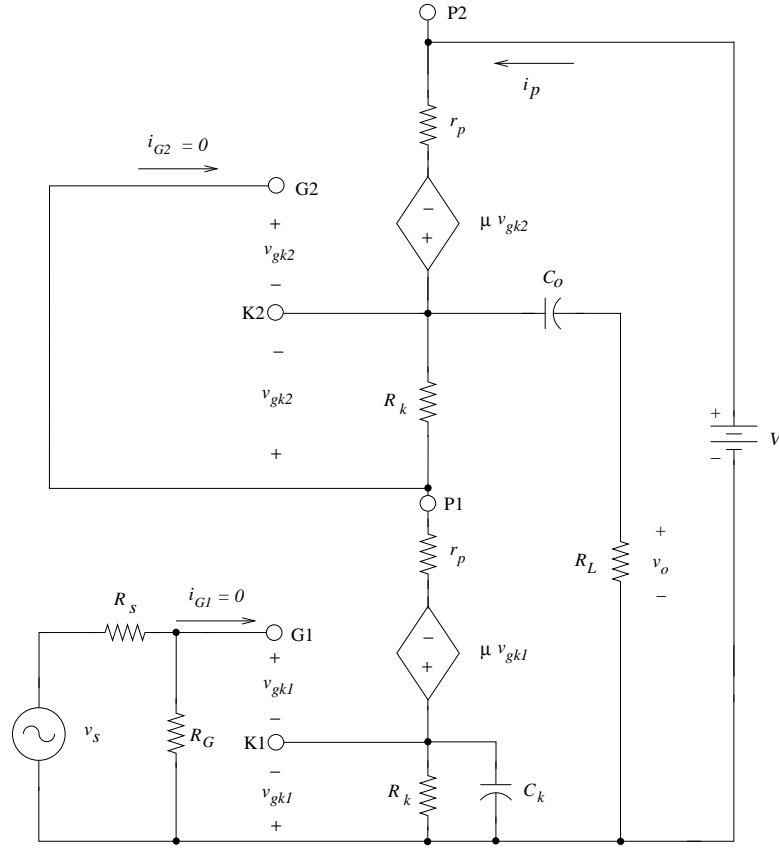 P2
i_p
r_p
i_G2 = 0
G2
+
v_gk2
−
−
+
μ v_gk2
K2
C_o
−
v_gk2
+
R_k
+
−
V
P1
r_p
R_L
+
v_o
−
R_s
i_G1 = 0
G1
+
v_gk1
−
−
+
μ v_gk1
v_s
R_G
K1
−
v_gk1
+
R_k
C_k